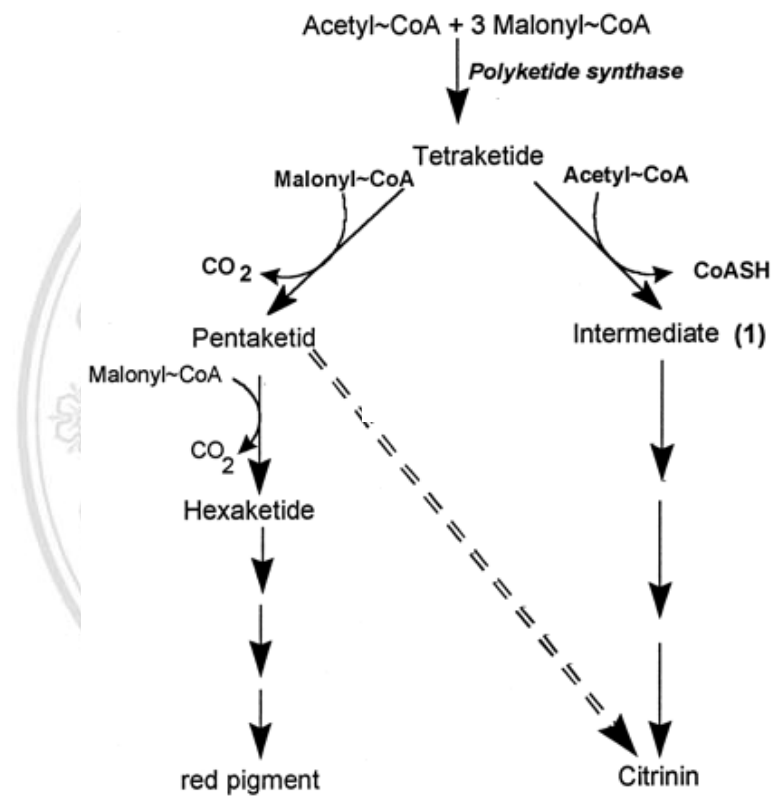 Acetyl~CoA + 3 Malonyl~CoA
Polyketide synthase
Tetraketide
Malonyl~CoA
Acetyl~CoA
CO2
CoASH
Pentaketid
Intermediate (1)
Malonyl~CoA
CO2
Hexaketide
red pigment
Citrinin